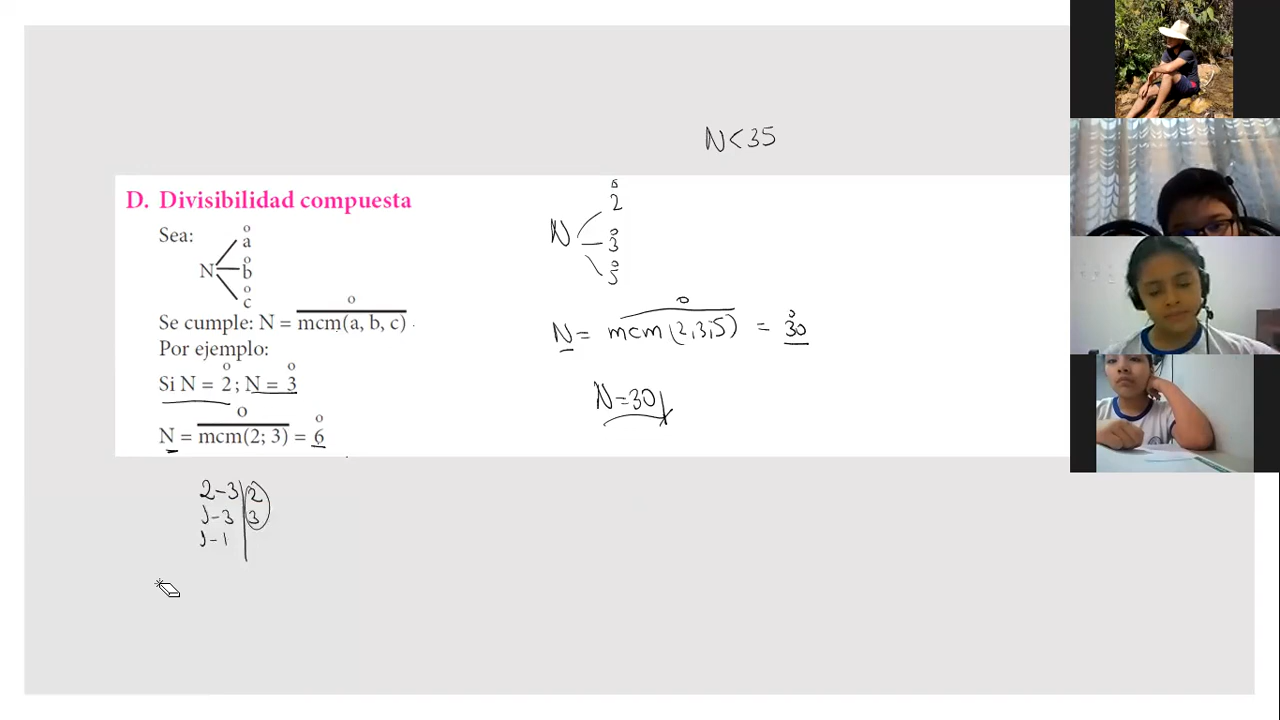 N<35
D. Divisibilidad compuesta
Sea:
o
a
N
o
b
o
c
Se cumple: N = mcm(a, b, c)
o
Por ejemplo:
Si N = 2; N = 3
o o
N = mcm(2; 3) = 6
o o
2-3 | 2
1-3 | 3
1-1 |
N
o
2
o
3
o
5
N = mcm(2,3,5) = 30
o o
N=30